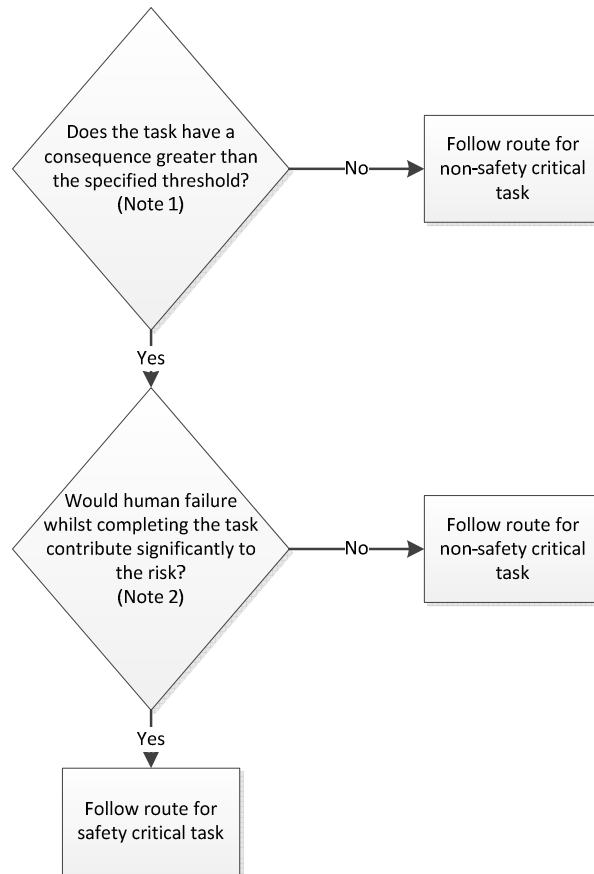 Does the task have a
consequence greater than
the specified threshold?
(Note 1)
No
Follow route for
non-safety critical
task
Yes
Would human failure
whilst completing the task
contribute significantly to
the risk?
(Note 2)
No
Follow route for
non-safety critical
task
Yes
Follow route for
safety critical task